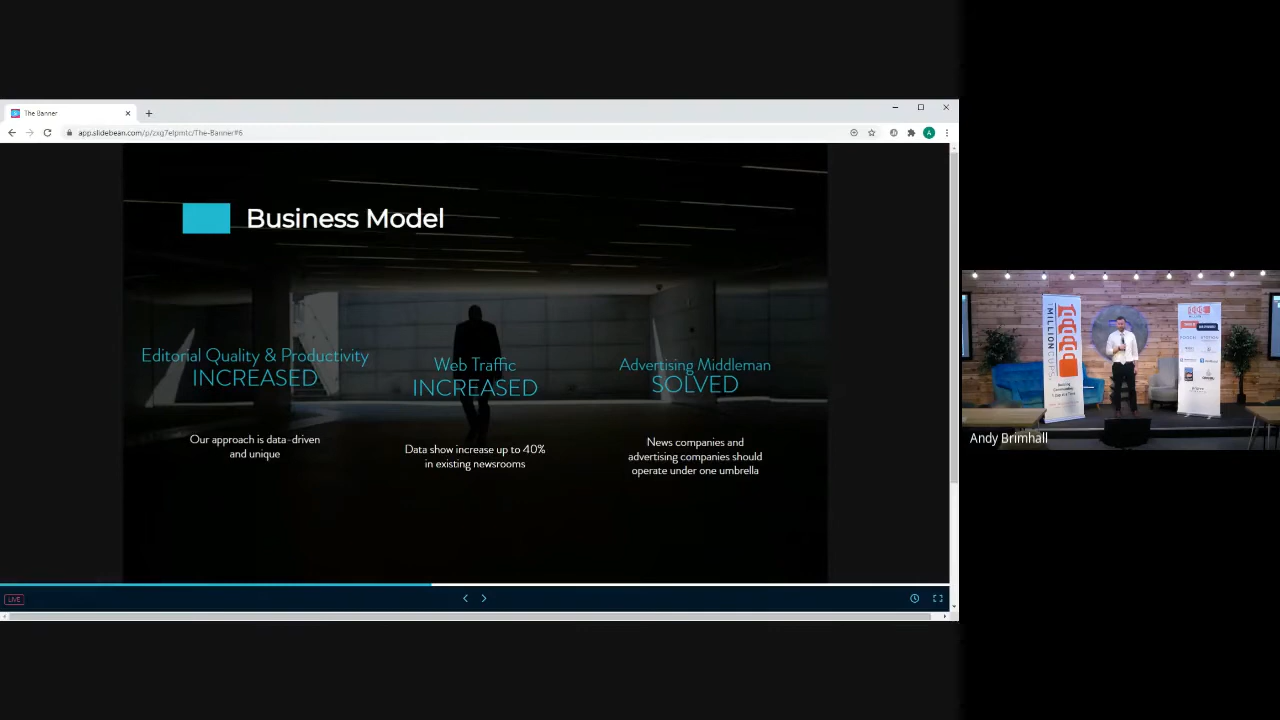 The Banner
app.slidebean.com/p/zxg7elpmtc/The-Banner#6
A
Business Model
Editorial Quality & Productivity
INCREASED
Our approach is data-driven
and unique
Web Traffic
INCREASED
Data show increase up to 40%
in existing newsrooms
Advertising Middleman
SOLVED
News companies and
advertising companies should
operate under one umbrella
LIVE
1MILLIONCUPS
Andy Brimhall